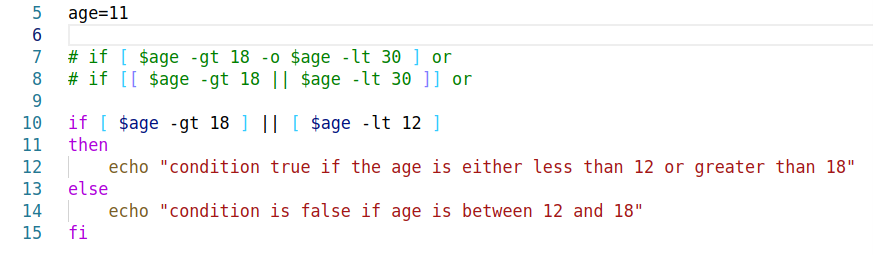 5 age=11
6
7 # if [ $age -gt 18 -o $age -lt 30 ] or
8 # if [[ $age -gt 18 || $age -lt 30 ]] or
9
10 if [ $age -gt 18 ] || [ $age -lt 12 ]
11 then
12     echo "condition true if the age is either less than 12 or greater than 18"
13 else
14     echo "condition is false if age is between 12 and 18"
15 fi